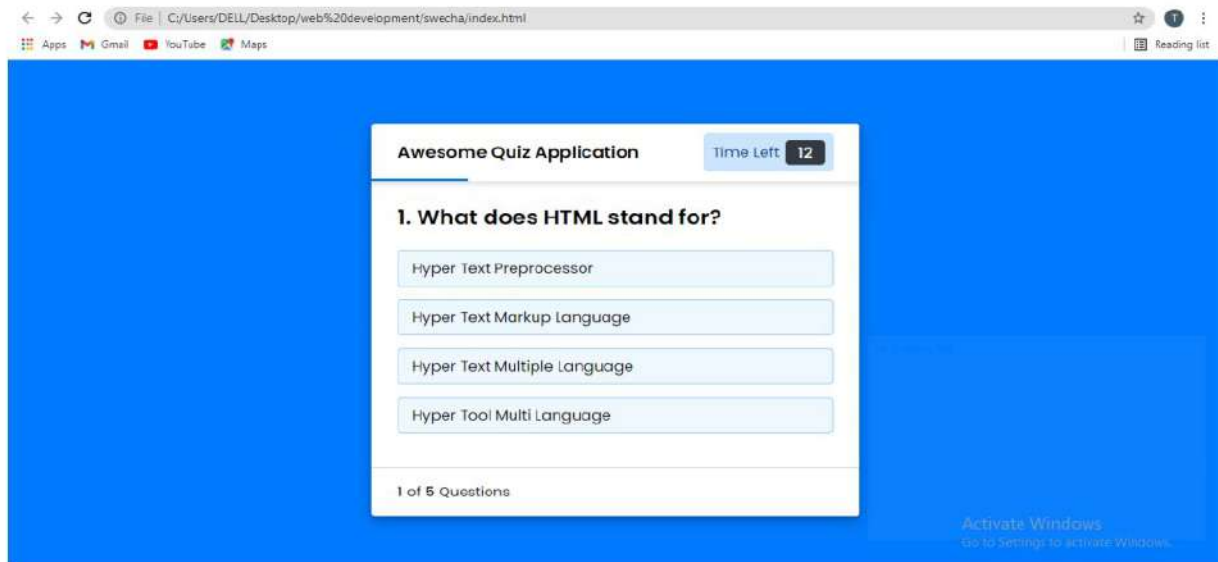 File | C:/Users/DELL/Desktop/web%20development/swecha/index.html T
Apps Gmail YouTube Maps Reading list
Awesome Quiz Application Time Left 12
1. What does HTML stand for?
Hyper Text Preprocessor
Hyper Text Markup Language
Hyper Text Multiple Language
Hyper Tool Multi Language
1 of 5 Questions
Activate Windows
Go to Settings to activate Windows.